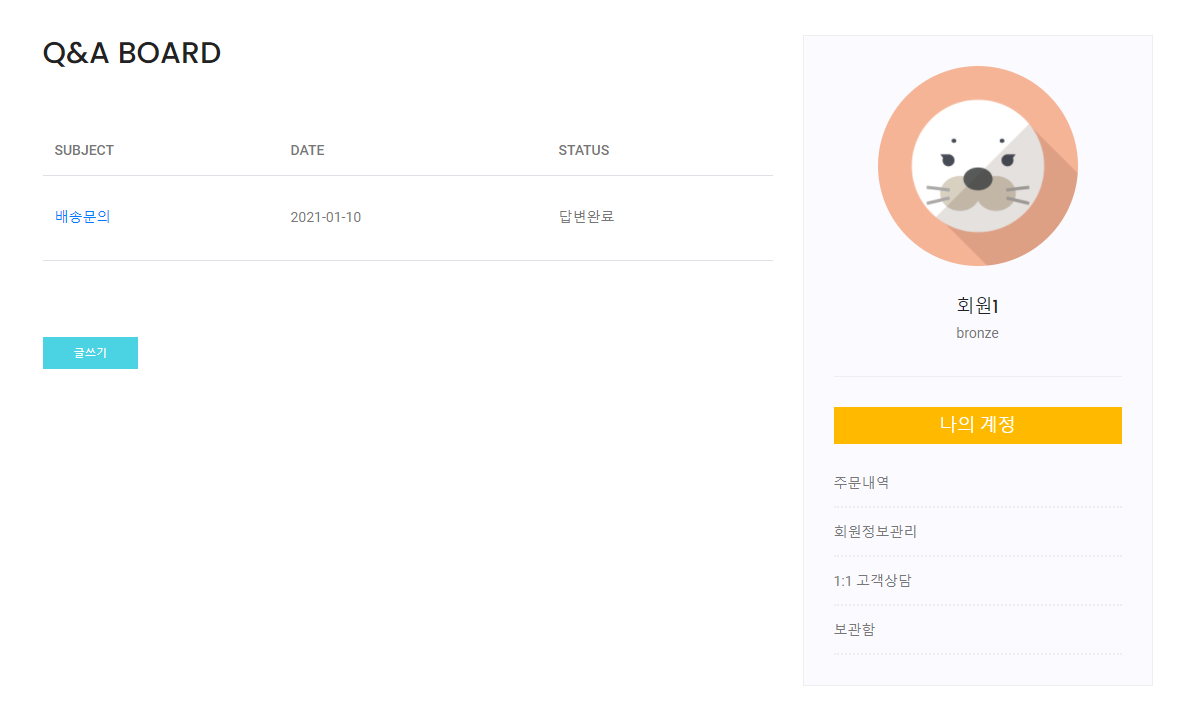 Q&A BOARD
SUBJECT DATE STATUS
배송문의 2021-01-10 답변완료
글쓰기
회원1
bronze
나의 계정
주문내역
회원정보관리
1:1 고객상담
보관함